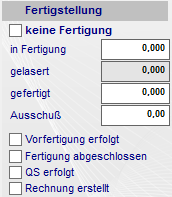 Fertigstellung
keine Fertigung
in Fertigung 0,000
gelasert 0,000
gefertigt 0,000
Ausschuß 0,00
Vorfertigung erfolgt
Fertigung abgeschlossen
QS erfolgt
Rechnung erstellt